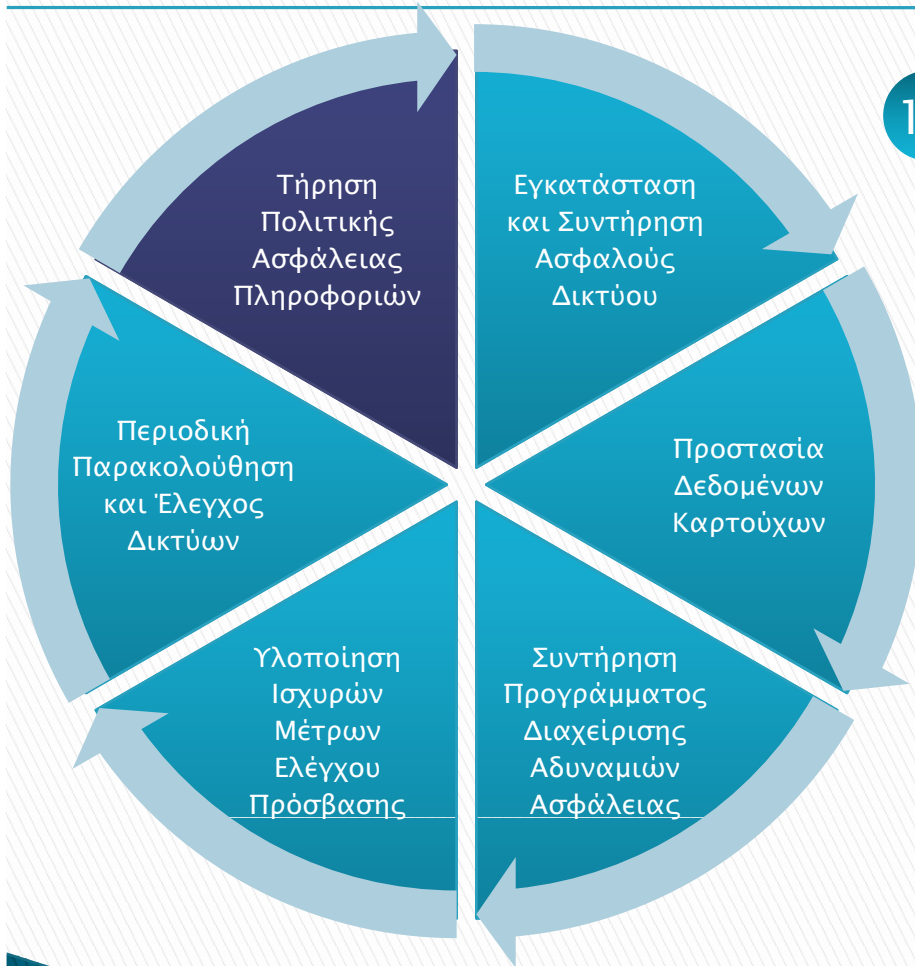 Τήρηση
Πολιτικής
Ασφάλειας
Πληροφοριών
Εγκατάσταση
και Συντήρηση
Ασφαλούς
Δικτύου
1
Περιοδική
Παρακολούθηση
και Έλεγχος
Δικτύων
Προστασία
Δεδομένων
Καρτούχων
Υλοποίηση
Ισχυρών
Μέτρων
Ελέγχου
Πρόσβασης
Συντήρηση
Προγράμματος
Διαχείρισης
Αδυναμιών
Ασφάλειας